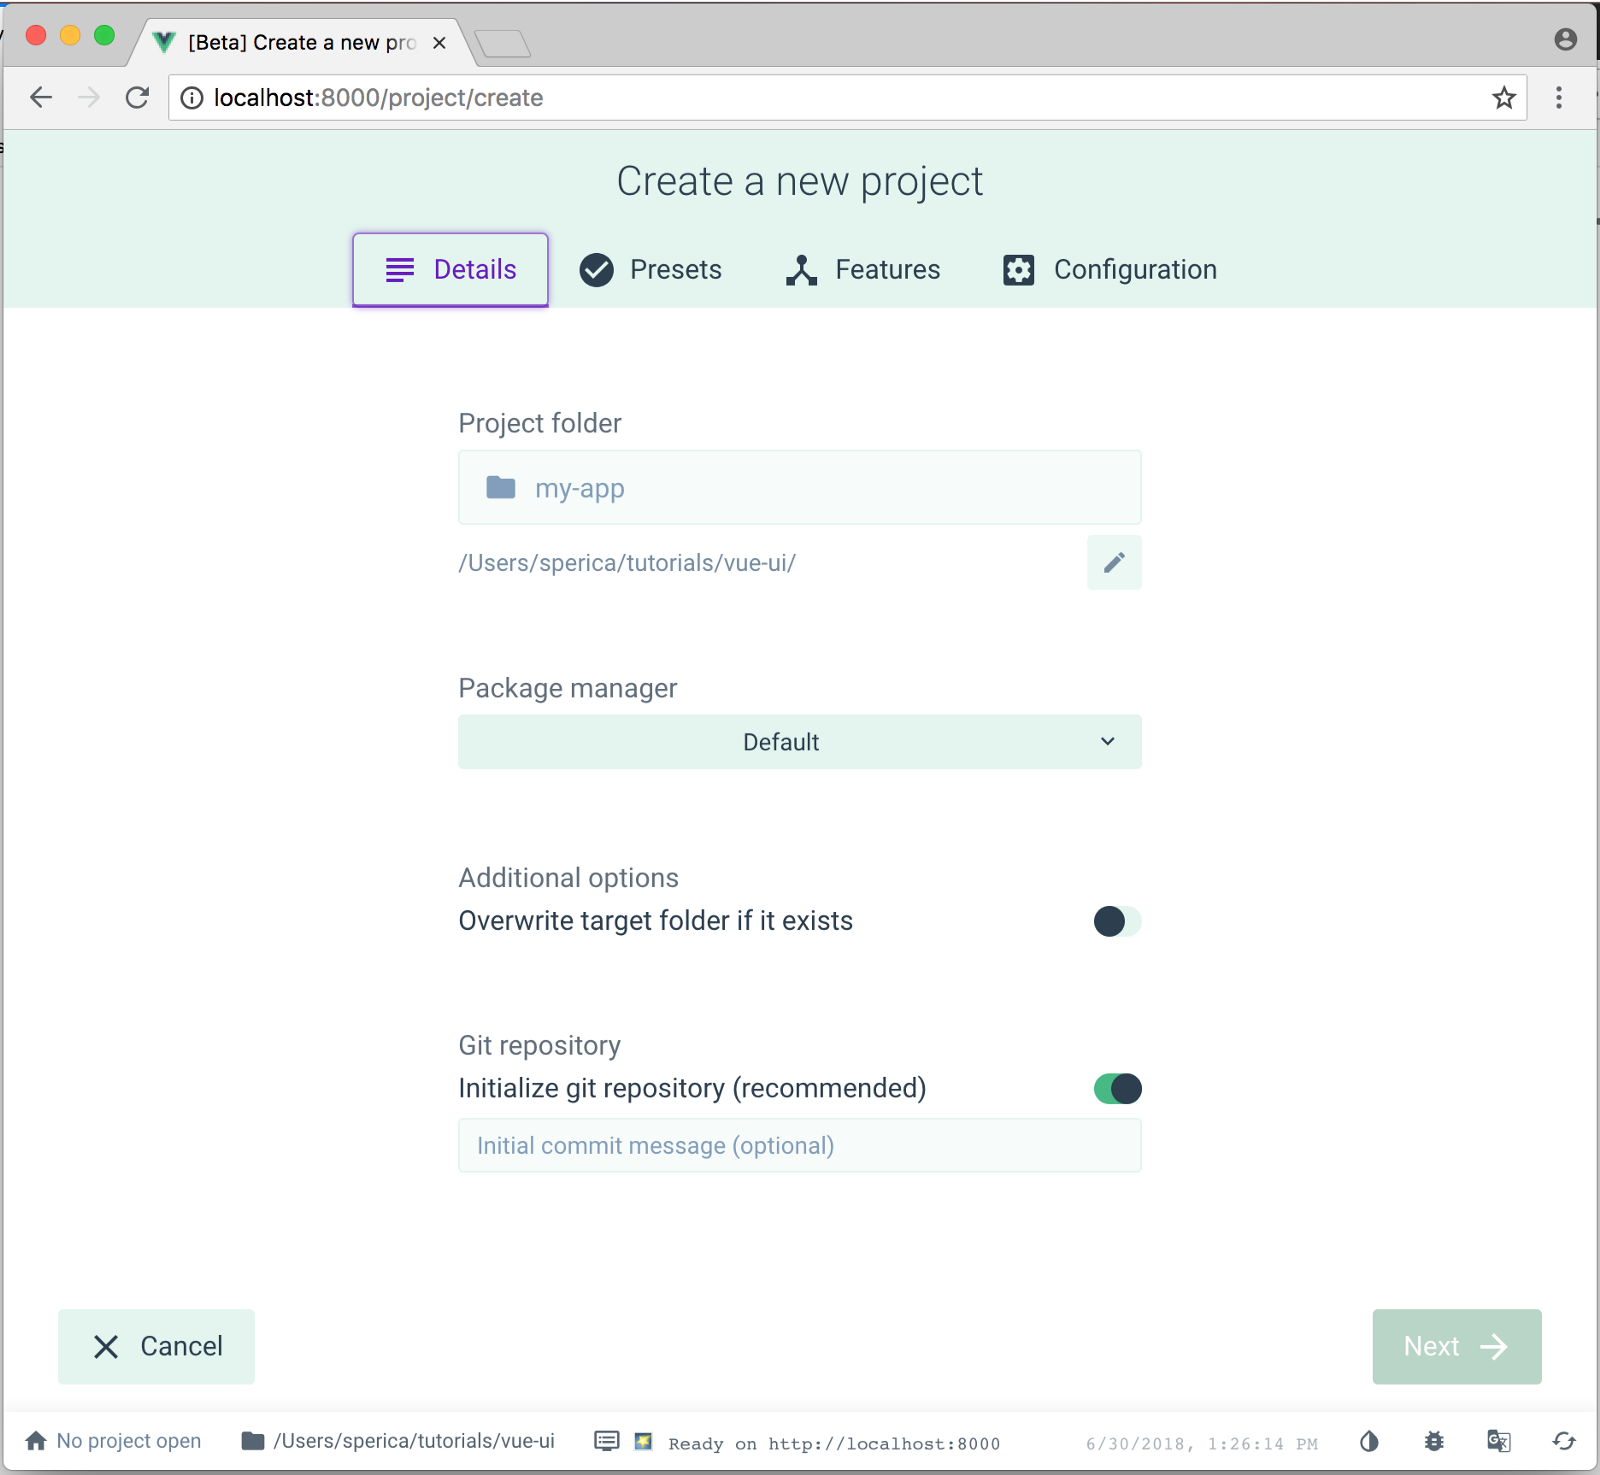 [Beta] Create a new pro
localhost:8000/project/create
Create a new project
Details Presets Features Configuration
Project folder
my-app
/Users/sperica/tutorials/vue-ui/
Package manager
Default
Additional options
Overwrite target folder if it exists
Git repository
Initialize git repository (recommended)
Initial commit message (optional)
Cancel Next
No project open /Users/sperica/tutorials/vue-ui Ready on http://localhost:8000 6/30/2018, 1:26:14 PM